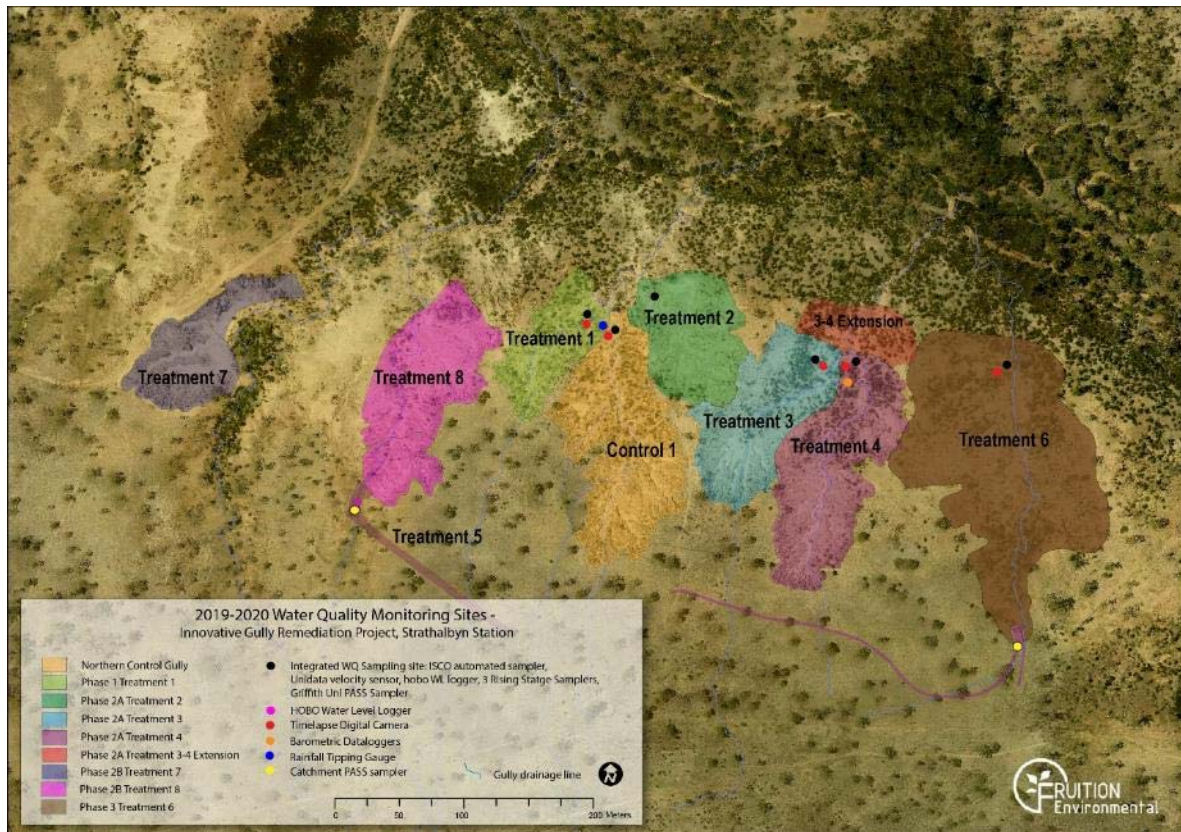 3-4 Extension
Treatment 2
Treatment 1
Treatment 7
Treatment 8
Treatment 3
Treatment 6
Treatment 4
Control 1
Treatment 5
2019-2020 Water Quality Monitoring Sites -
Innovative Gully Remediation Project, Strathalbyn Station
Northern Control Gully
Phase 1 Treatment 1
Phase 2A Treatment 2
Phase 2A Treatment 3
Phase 2A Treatment 4
Phase 2A Treatment 3-4 Extension
Phase 2B Treatment 7
Phase 2B Treatment 8
Phase 3 Treatment 6
Integrated WQ Sampling site: ISCO automated sampler,
Unidata velocity sensor, hobo WL logger, 3 Rising Statge Samplers,
Griffith Uni PASS Sampler
HOBO Water Level Logger
Timelapse Digital Camera
Barometric Dataloggers
Rainfall Tipping Gauge
Catchment PASS sampler
Gully drainage line
N
0 50 100 200 Meters
FRUITION
Environmental